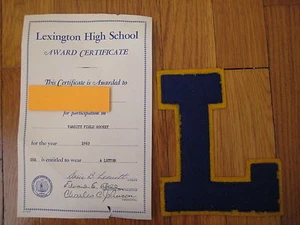 Lexington High School
AWARD CERTIFICATE
This Certificate is Awarded to
for participation in
VARSITY FIELD HOCKEY
for the year 1952
is entitled to wear A LETTER
L